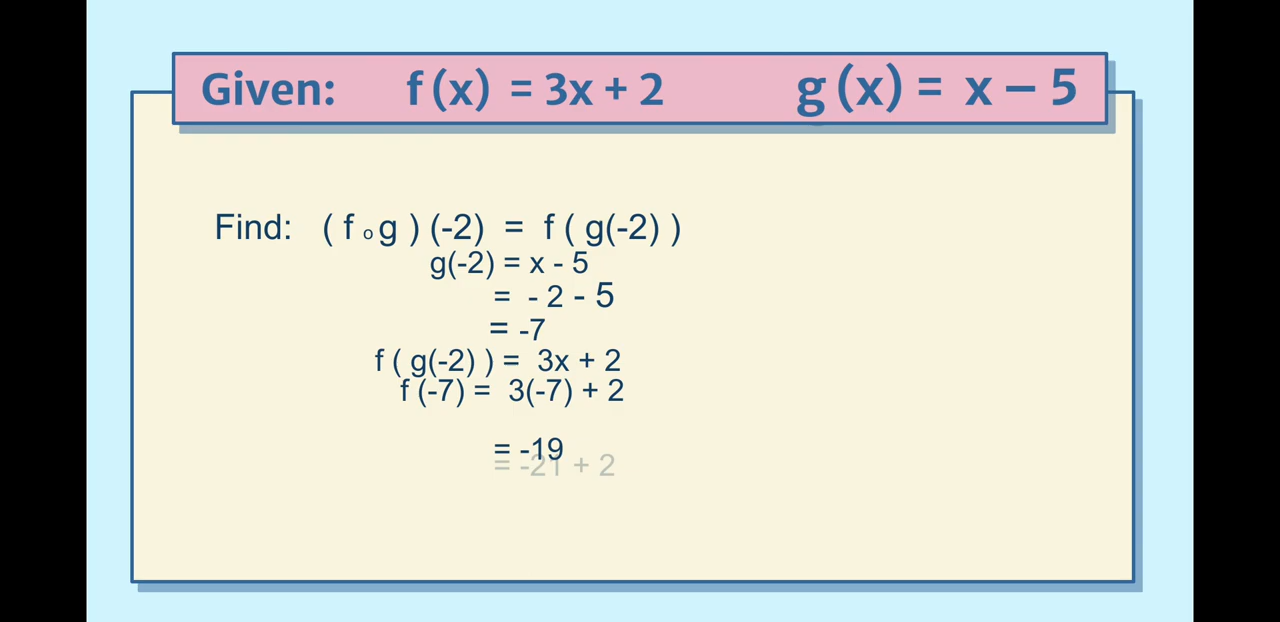 Given: f (x) = 3x + 2 g (x) = x – 5
Find: ( f o g ) (-2) = f ( g(-2) )
g(-2) = x - 5
= - 2 - 5
= -7
f ( g(-2) ) = 3x + 2
f (-7) = 3(-7) + 2
= -19
= -21 + 2